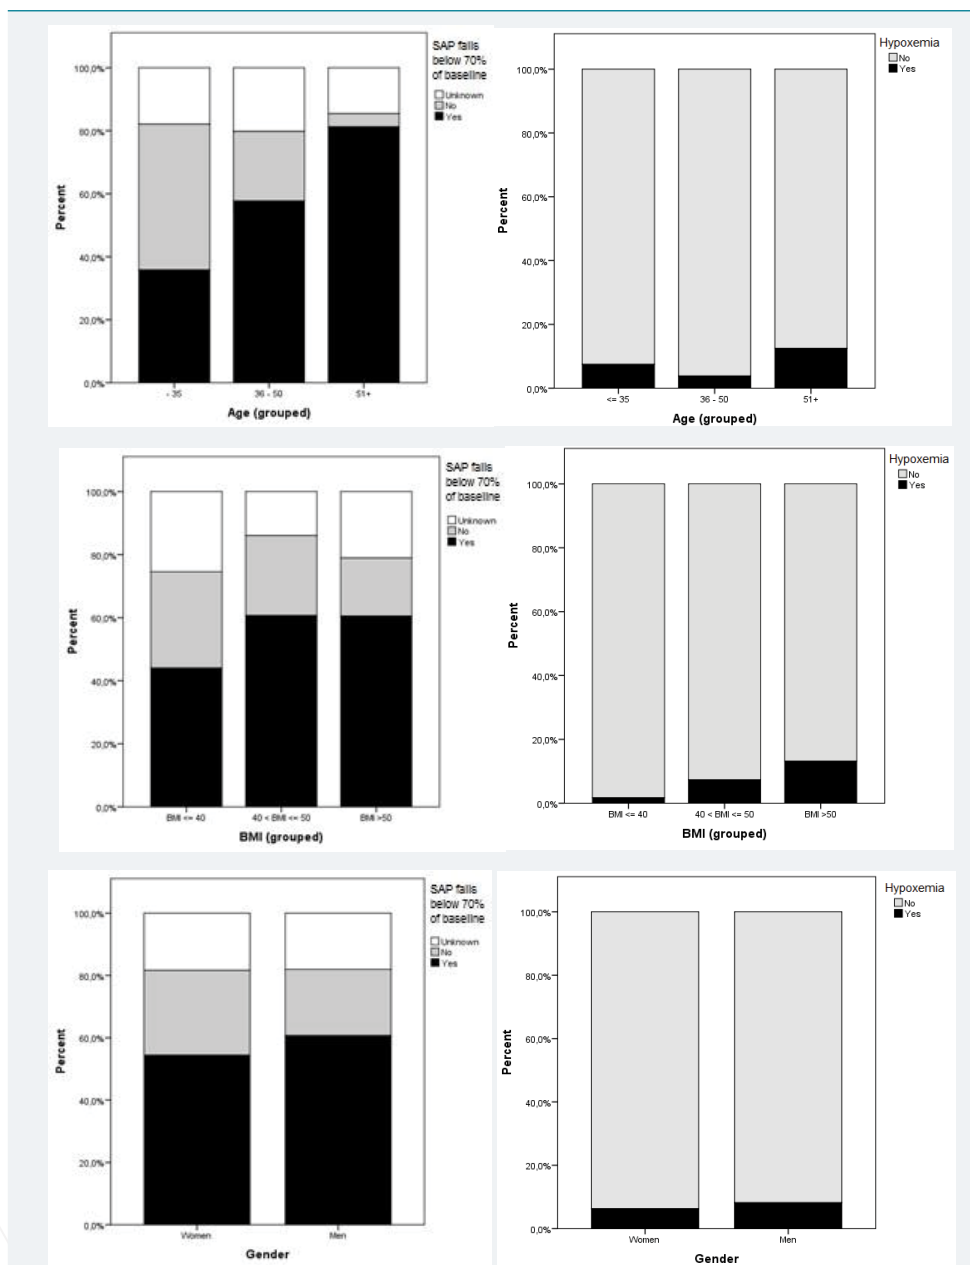 SAP falls
below 70%
of baseline
Unknown
No
Yes
100,0%
80,0%
60,0%
40,0%
20,0%
0,0%
Percent
- 35
36 - 50
51+
Age (grouped)
Hypoxemia
No
Yes
100,0%
80,0%
60,0%
40,0%
20,0%
0,0%
Percent
<= 35
36 - 50
51+
Age (grouped)
SAP falls
below 70%
of baseline
Unknown
No
Yes
100,0%
80,0%
60,0%
40,0%
20,0%
0,0%
Percent
BMI <= 40
40 < BMI <= 50
BMI >50
BMI (grouped)
Hypoxemia
No
Yes
100,0%
80,0%
60,0%
40,0%
20,0%
0,0%
Percent
BMI <= 40
40 < BMI <= 50
BMI >50
BMI (grouped)
SAP falls
below 70%
of baseline
Unknown
No
Yes
100,0%
80,0%
60,0%
40,0%
20,0%
0,0%
Percent
Women
Men
Gender
Hypoxemia
No
Yes
100,0%
80,0%
60,0%
40,0%
20,0%
0,0%
Percent
Women
Men
Gender